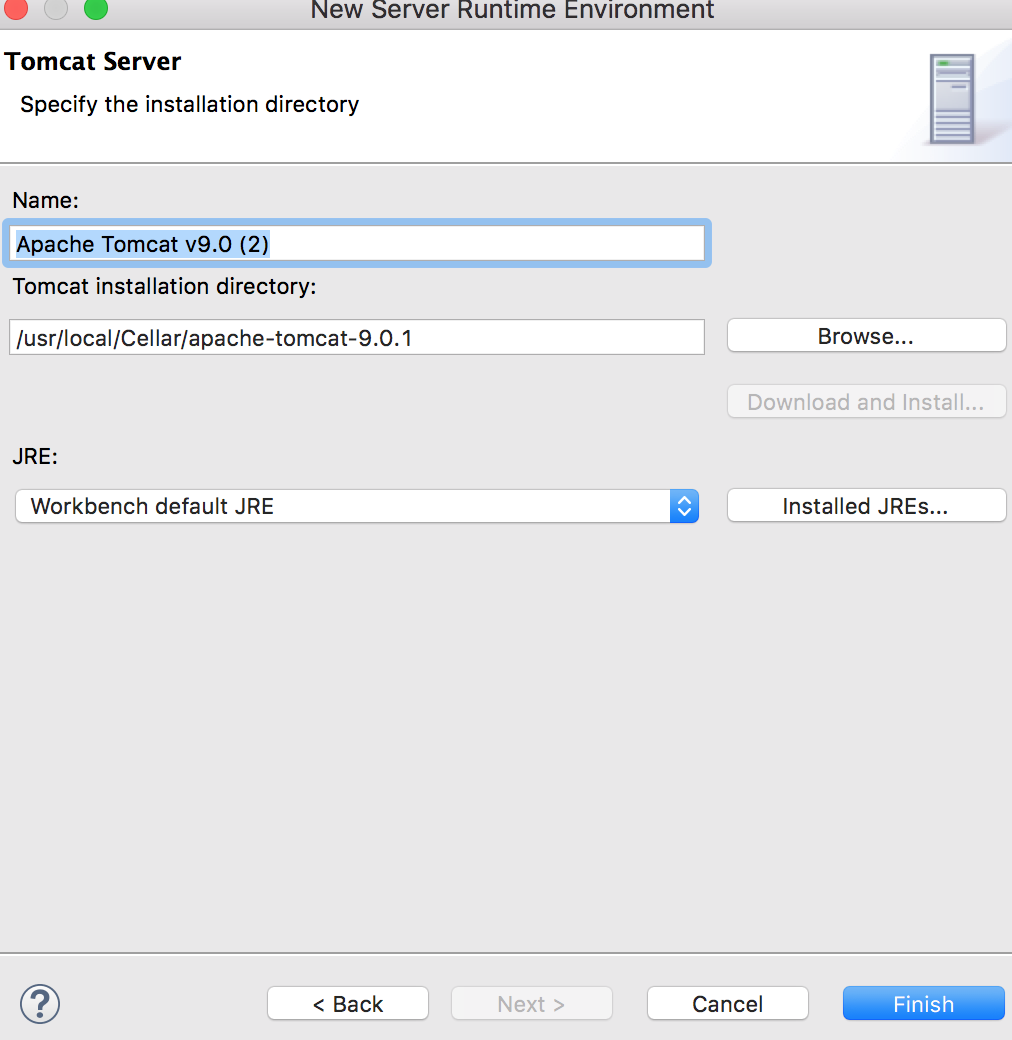 New Server Runtime Environment
Tomcat Server
Specify the installation directory
Name:
Apache Tomcat v9.0 (2)
Tomcat installation directory:
/usr/local/Cellar/apache-tomcat-9.0.1
Browse...
Download and Install...
JRE:
Workbench default JRE
Installed JREs...
?
< Back
Next >
Cancel
Finish